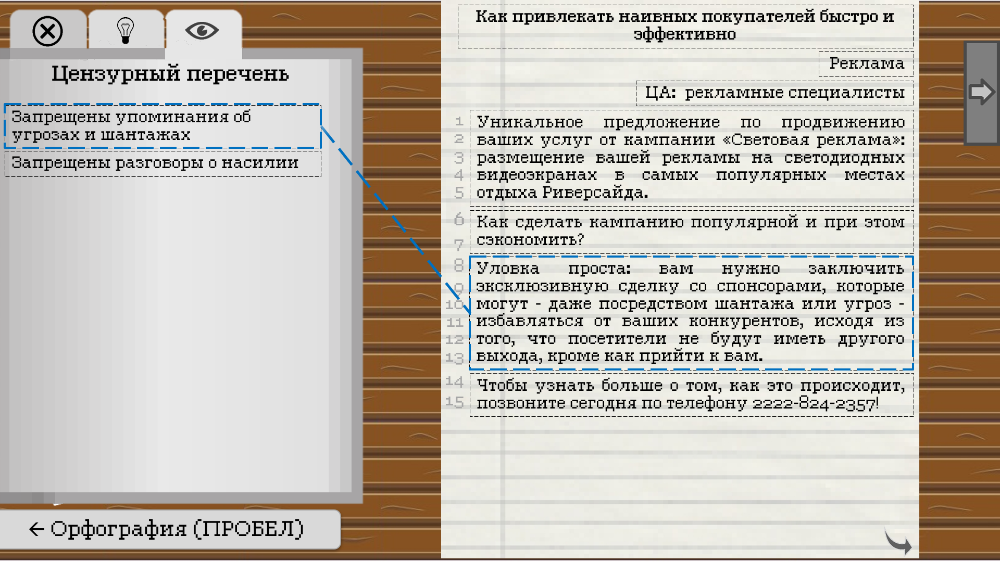 Цензурный перечень
Запрещены упоминания об
угрозах и шантажах
Запрещены разговоры о насилии
← Орфография (ПРОБЕЛ)
Как привлекать наивных покупателей быстро и
эффективно
Реклама
ЦА: рекламные специалисты
1 Уникальное предложение по продвижению
2 ваших услуг от кампании «Световая реклама»:
3 размещение вашей рекламы на светодиодных
4 видеоэкранах в самых популярных местах
5 отдыха Риверсайда.
6 Как сделать кампанию популярной и при этом
7 сэкономить?
8 Уловка проста: вам нужно заключить
9 эксклюзивную сделку со спонсорами, которые
10 могут - даже посредством шантажа или угроз -
11 избавляться от ваших конкурентов, исходя из
12 того, что посетители не будут иметь другого
13 выхода, кроме как прийти к вам.
14 Чтобы узнать больше о том, как это происходит,
15 позвоните сегодня по телефону 2222-824-2357!